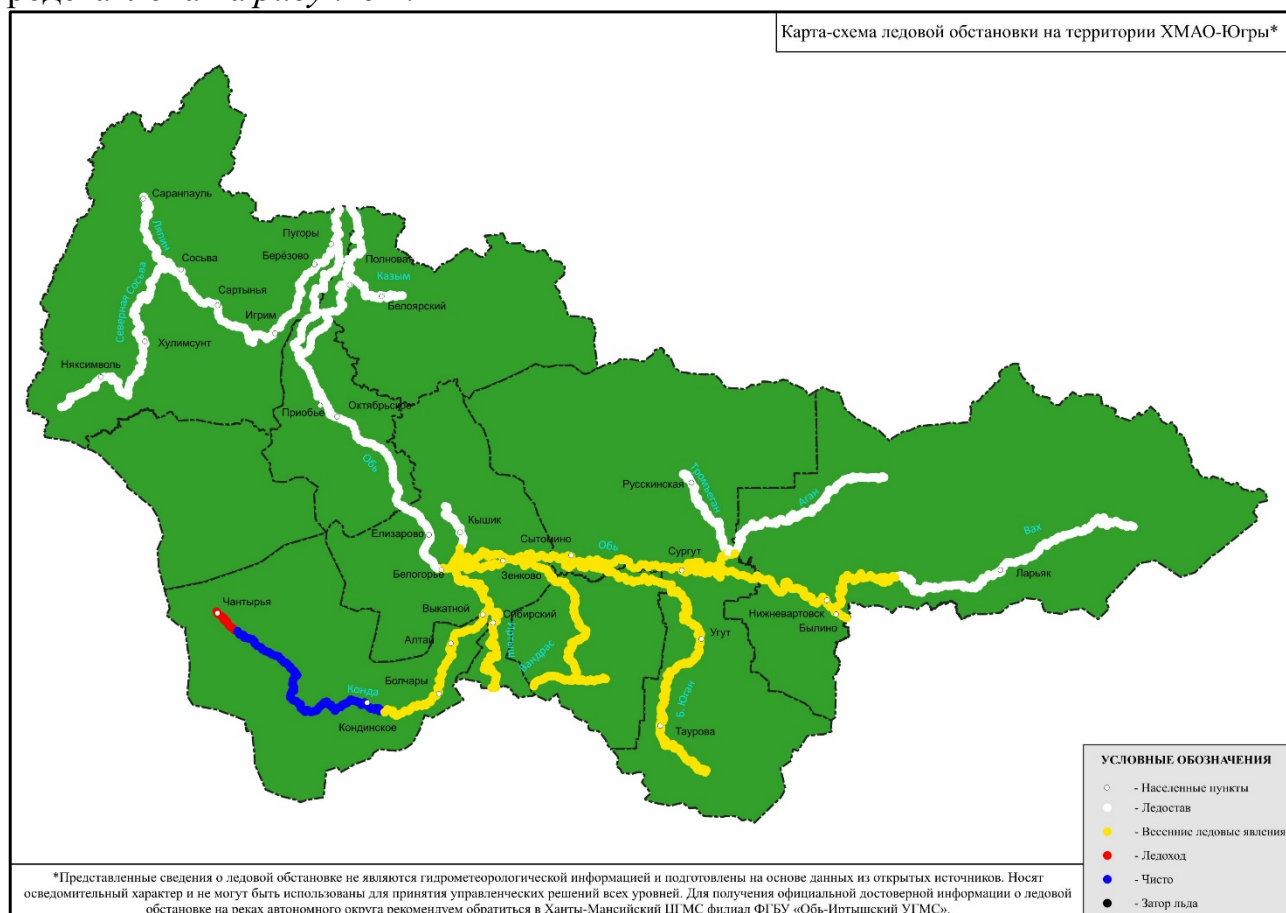 Карта-схема ледовой обстановки на территории ХМАО-Югры*
Саранпауль
Ляпин
Сосьва
Северная Сосьва
Сартынья
Хулимсунт
Няксимволь
Игрим
Пугоры
Берёзово
Полноват
Казым
Белоярский
Приобье
Октябрьское
Обь
Елизарово
Кышик
Белогорье
Сытомино
Обь
Зенково
Сургут
Русскинская
Тромъеган
Аган
Вах
Ларьяк
Нижневартовск
Былино
Выкатной
Сибирский
Иртыш
Алтай
Вандрас
Угут
Б. Юган
Таурова
Болчары
Чантырья
Конда
Кондинское
УСЛОВНЫЕ ОБОЗНАЧЕНИЯ
- Населенные пункты
- Ледостав
- Весенние ледовые явления
- Ледоход
- Чисто
- Затор льда
*Представленные сведения о ледовой обстановке не являются гидрометеорологической информацией и подготовлены на основе данных из открытых источников. Носят
осведомительный характер и не могут быть использованы для принятия управленческих решений всех уровней. Для получения официальной достоверной информации о ледовой
обстановке на реках автономного округа рекомендуем обратиться в Ханты-Мансийский ЦГМС филиал ФГБУ «Обь-Иртышский УГМС».